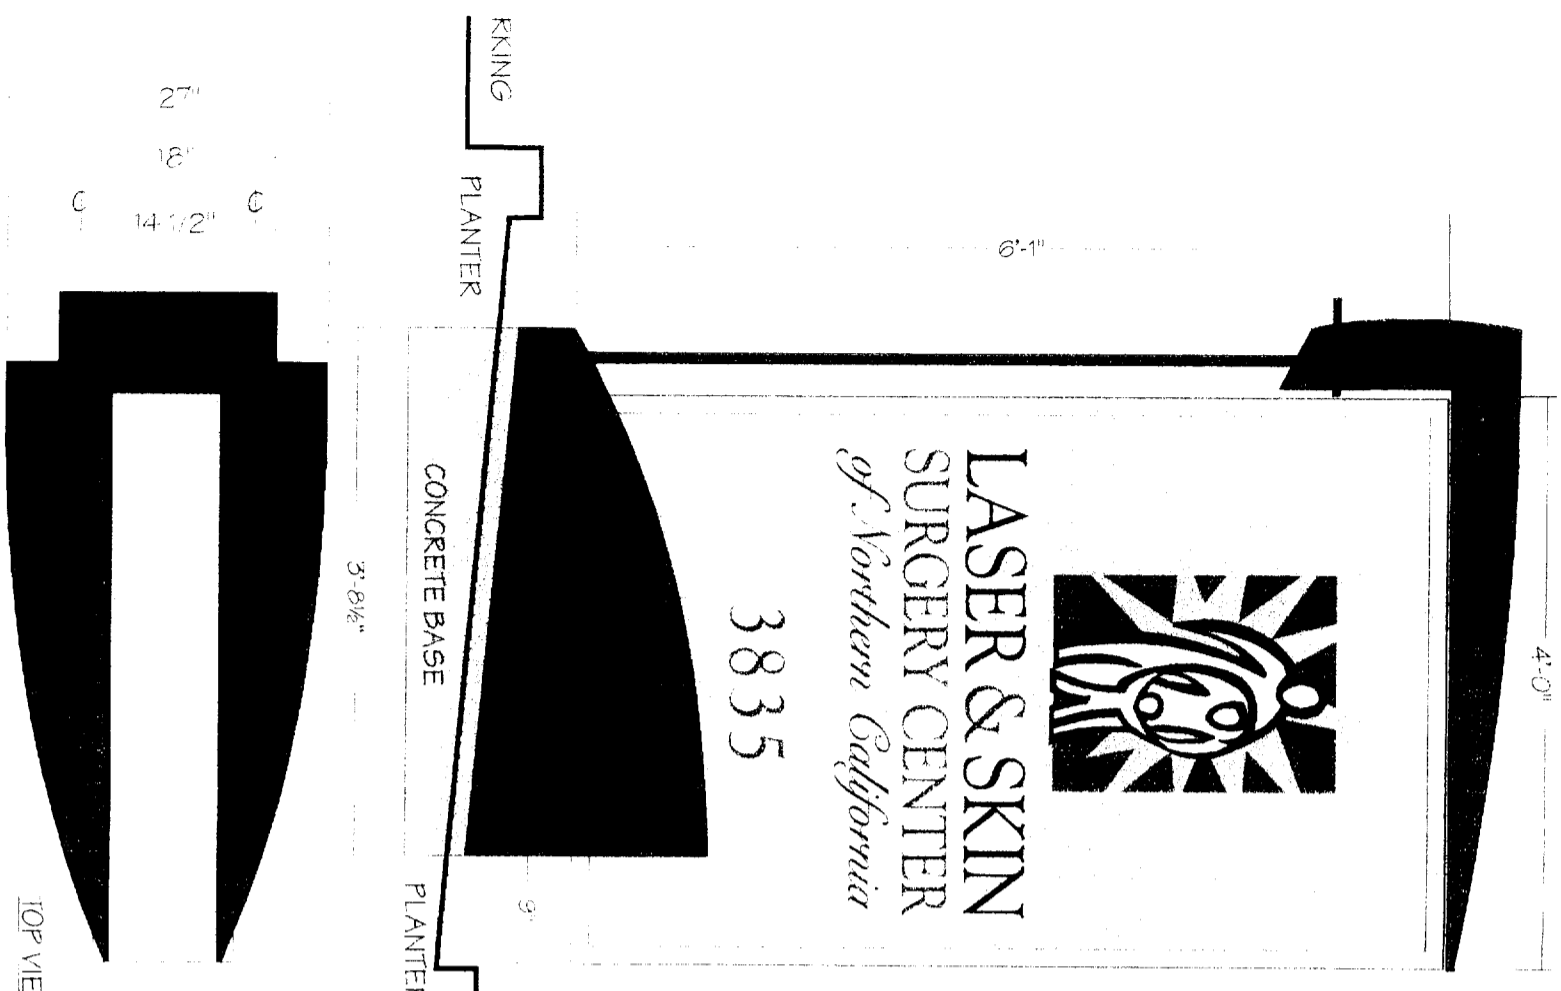 4'-0"
6'-1"
LASER & SKIN
SURGERY CENTER
of Northern California
3835
9"
RKING
PLANTER
CONCRETE BASE
PLANTER
3'-8½"
27"
18"
₵ 14-1/2" ₵
TOP VIE